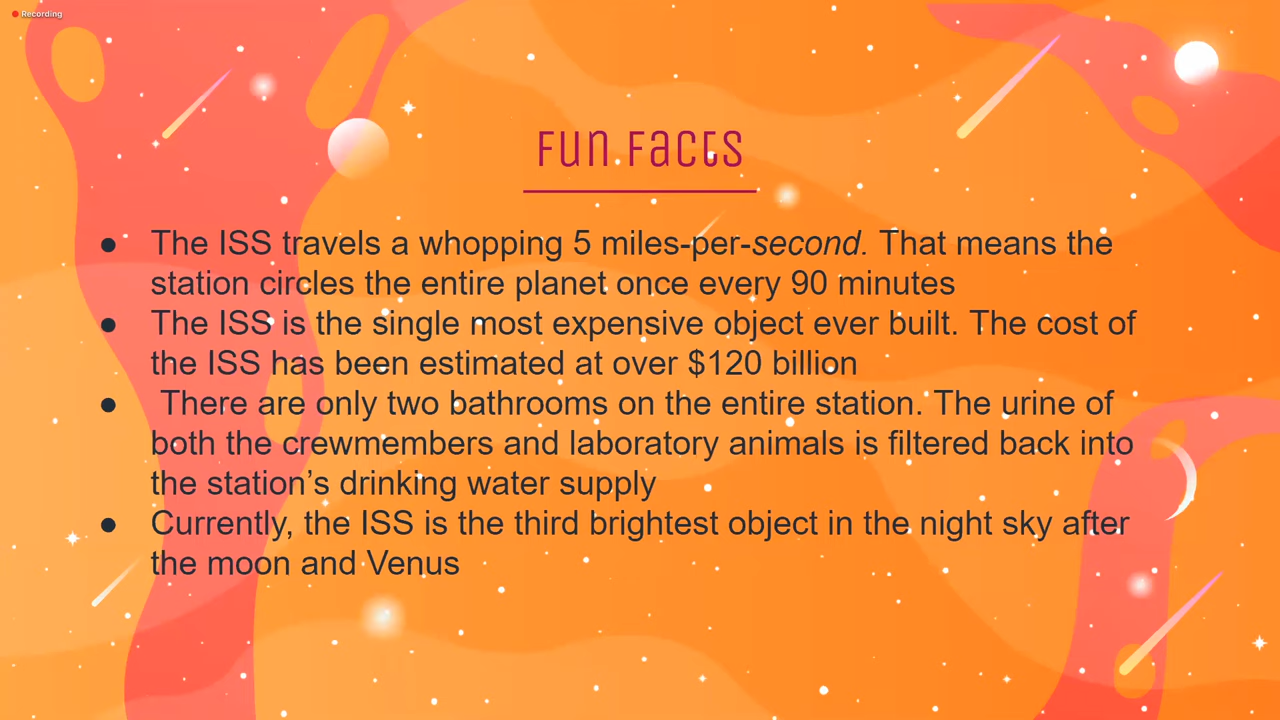 Recording
Fun Facts
● The ISS travels a whopping 5 miles-per-second. That means the
station circles the entire planet once every 90 minutes
● The ISS is the single most expensive object ever built. The cost of
the ISS has been estimated at over $120 billion
● There are only two bathrooms on the entire station. The urine of
both the crewmembers and laboratory animals is filtered back into
the station’s drinking water supply
● Currently, the ISS is the third brightest object in the night sky after
the moon and Venus